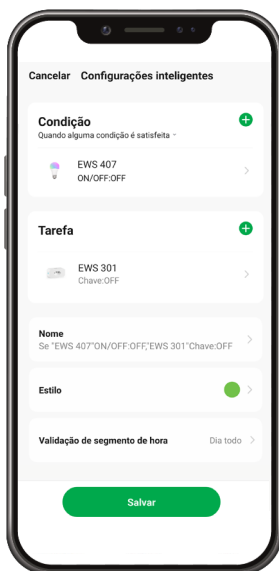 Cancelar Configurações inteligentes
Condição
Quando alguma condição é satisfeita
EWS 407
ON/OFF:OFF
Tarefa
EWS 301
Chave:OFF
Nome
Se "EWS 407"ON/OFF:OFF,"EWS 301"Chave:OFF
Estilo
Validação de segmento de hora Dia todo
Salvar